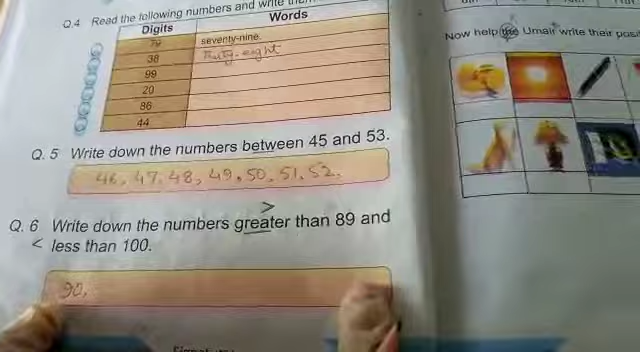 Q.4 Read the following numbers and write
Digits Words
79 seventy-nine.
38 Thirty-eight
99
20
86
44
Q. 5 Write down the numbers between 45 and 53.
46, 47, 48, 49, 50, 51, 52.
>
Q. 6 Write down the numbers greater than 89 and
< less than 100.
90,
Now help the Umair write their